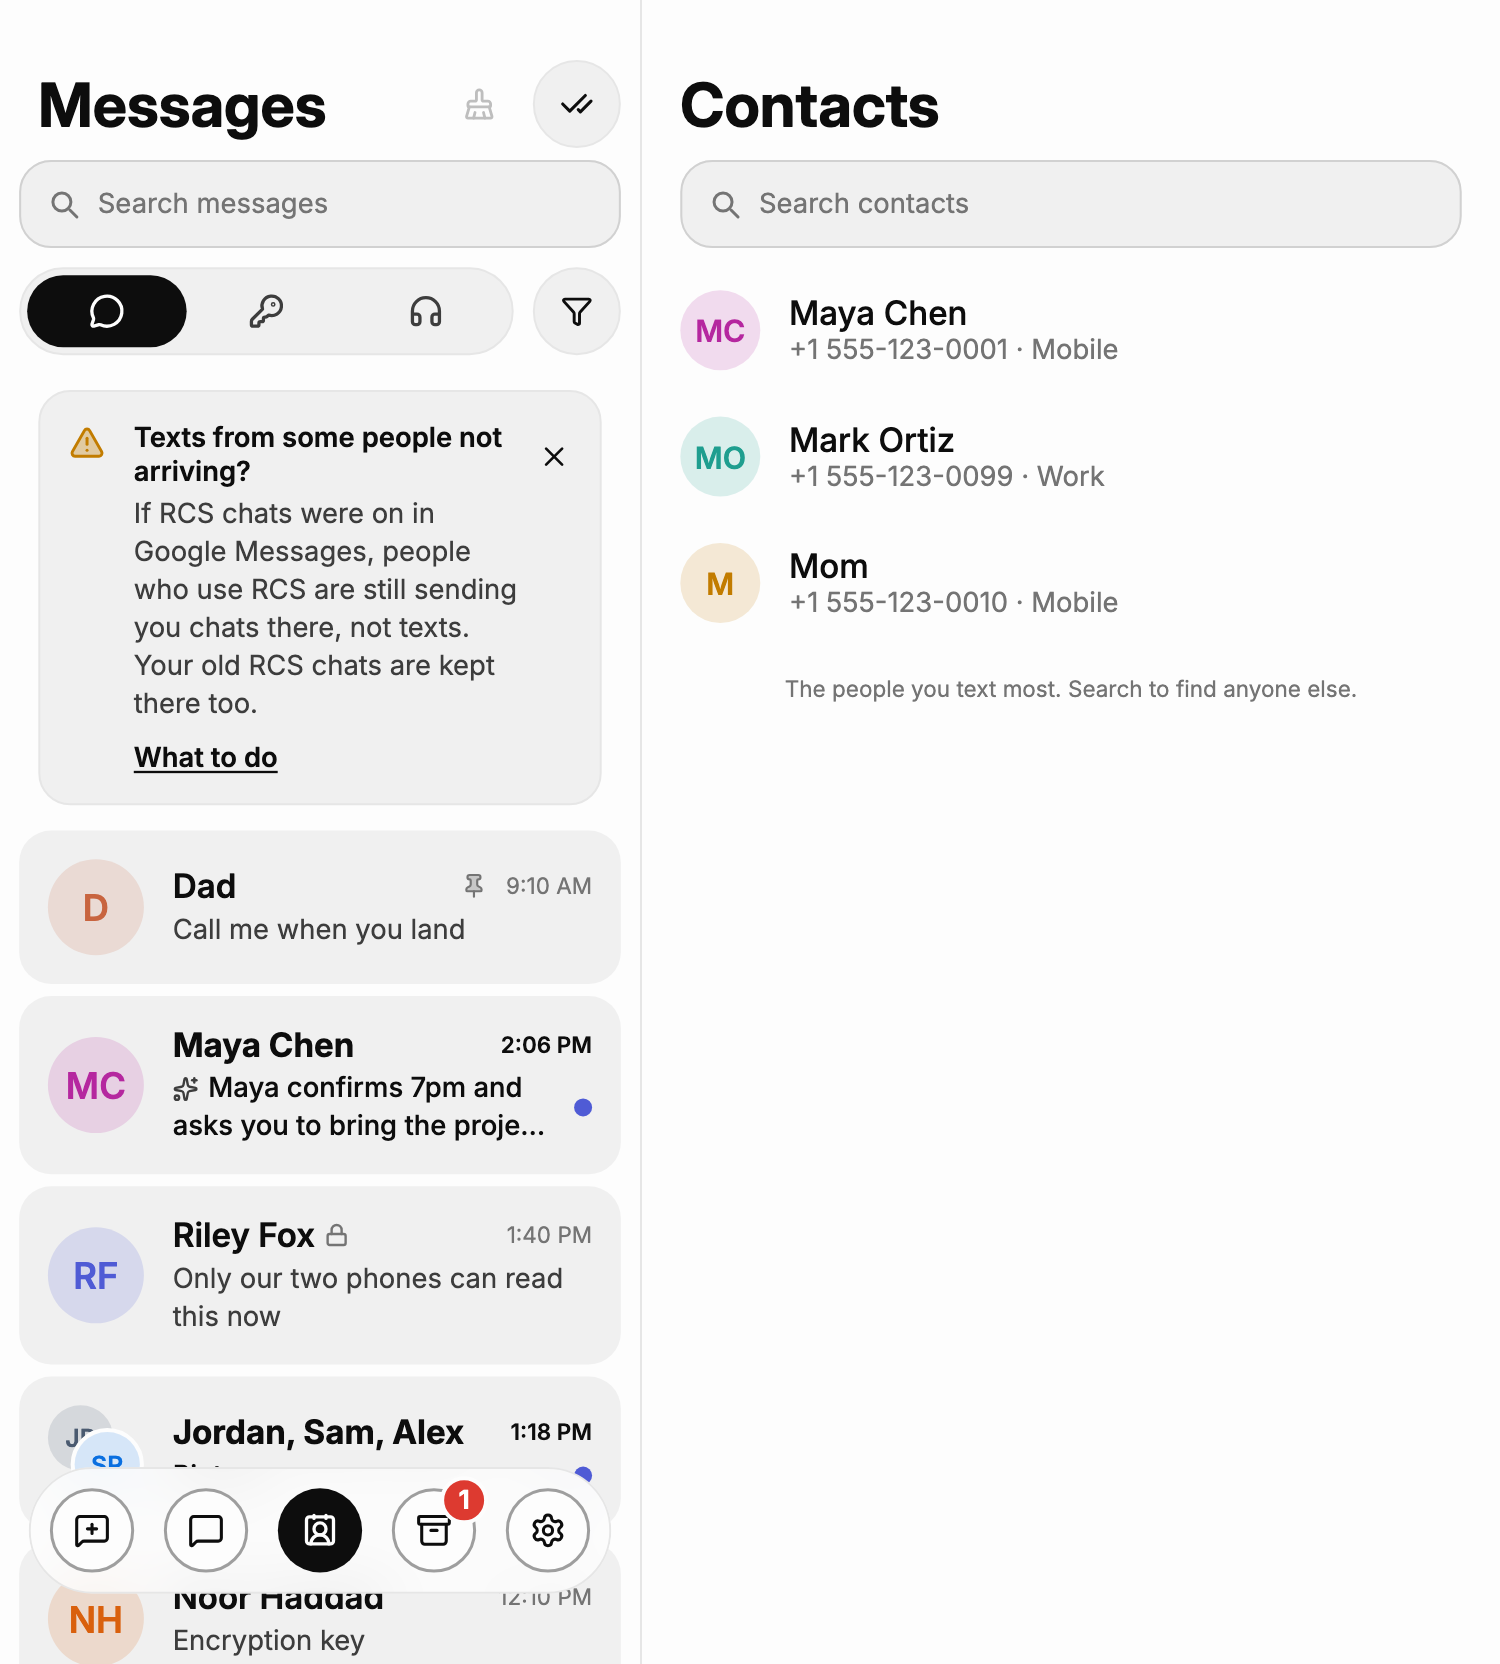 Messages
Search messages
Texts from some people not
arriving?
If RCS chats were on in
Google Messages, people
who use RCS are still sending
you chats there, not texts.
Your old RCS chats are kept
there too.
What to do
D
Dad
9:10 AM
Call me when you land
MC
Maya Chen
2:06 PM
Maya confirms 7pm and
asks you to bring the proje...
RF
Riley Fox
1:40 PM
Only our two phones can read
this now
SR
Jordan, Sam, Alex
1:18 PM
1
NH
Noor Haddad
12:10 PM
Encryption key
Contacts
Search contacts
MC
Maya Chen
+1 555-123-0001 · Mobile
MO
Mark Ortiz
+1 555-123-0099 · Work
M
Mom
+1 555-123-0010 · Mobile
The people you text most. Search to find anyone else.